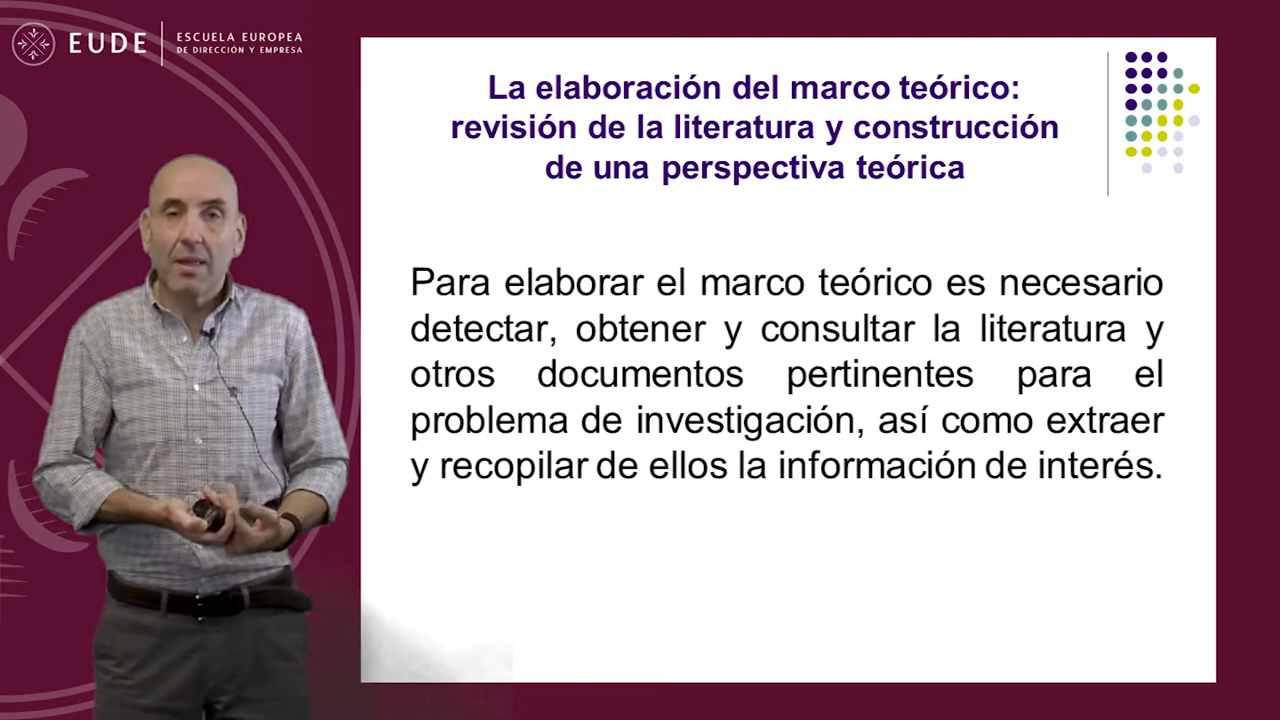 EUDE
ESCUELA EUROPEA
DE DIRECCIÓN Y EMPRESA
La elaboración del marco teórico:
revisión de la literatura y construcción
de una perspectiva teórica
Para elaborar el marco teórico es necesario
detectar, obtener y consultar la literatura y
otros documentos pertinentes para el
problema de investigación, así como extraer
y recopilar de ellos la información de interés.